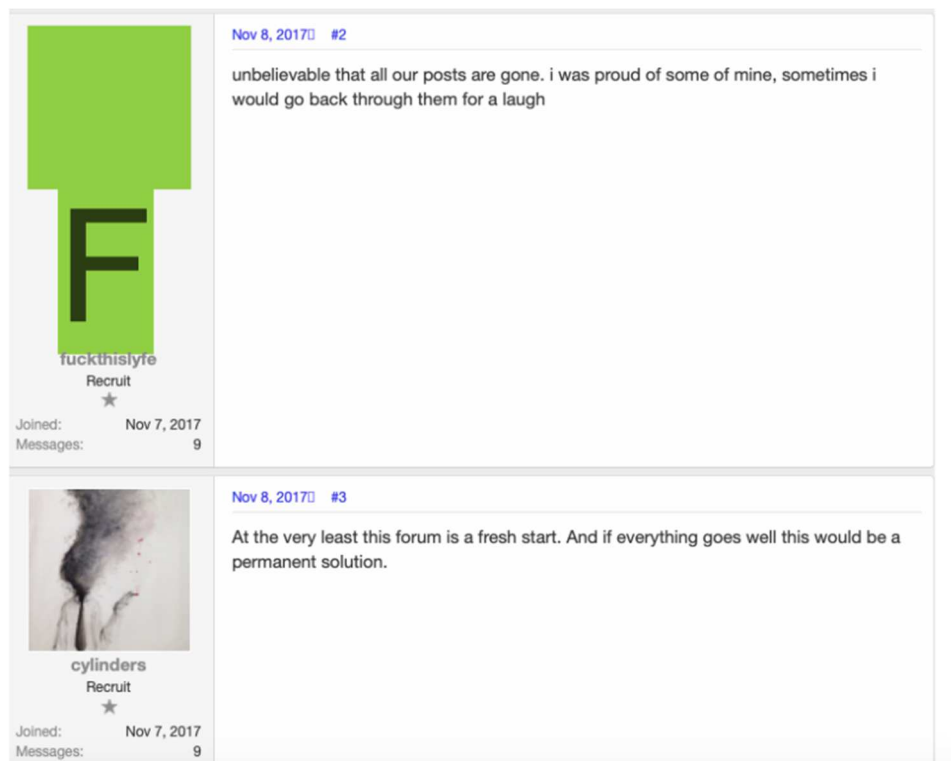 Nov 8, 2017▯ #2
unbelievable that all our posts are gone. i was proud of some of mine, sometimes i
would go back through them for a laugh
F
fuckthislyfe
Recruit
Joined: Nov 7, 2017
Messages: 9
Nov 8, 2017▯ #3
At the very least this forum is a fresh start. And if everything goes well this would be a
permanent solution.
cylinders
Recruit
Joined: Nov 7, 2017
Messages: 9